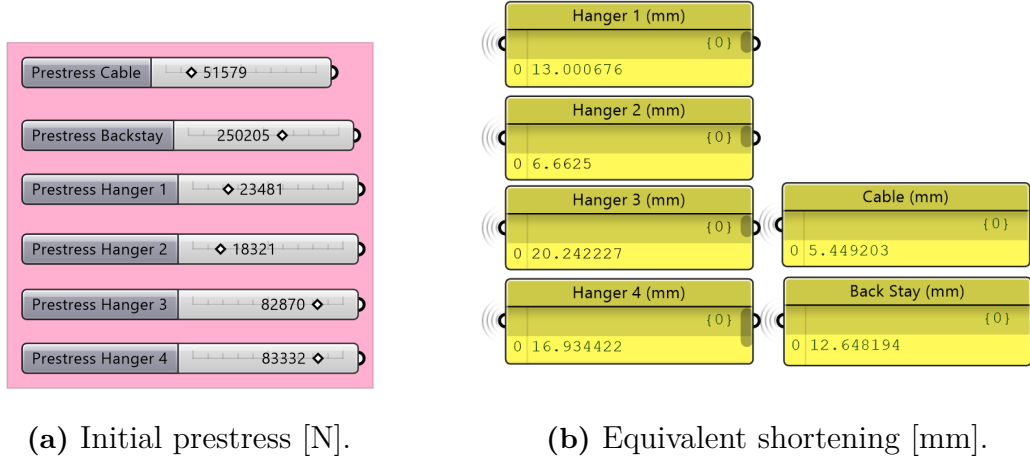 Prestress Cable 51579
Prestress Backstay 250205
Prestress Hanger 1 23481
Prestress Hanger 2 18321
Prestress Hanger 3 82870
Prestress Hanger 4 83332
(a) Initial prestress [N].
Hanger 1 (mm)
{0}
0 13.000676
Hanger 2 (mm)
{0}
0 6.6625
Hanger 3 (mm)
{0}
0 20.242227
Hanger 4 (mm)
{0}
0 16.934422
Cable (mm)
{0}
0 5.449203
Back Stay (mm)
{0}
0 12.648194
(b) Equivalent shortening [mm].